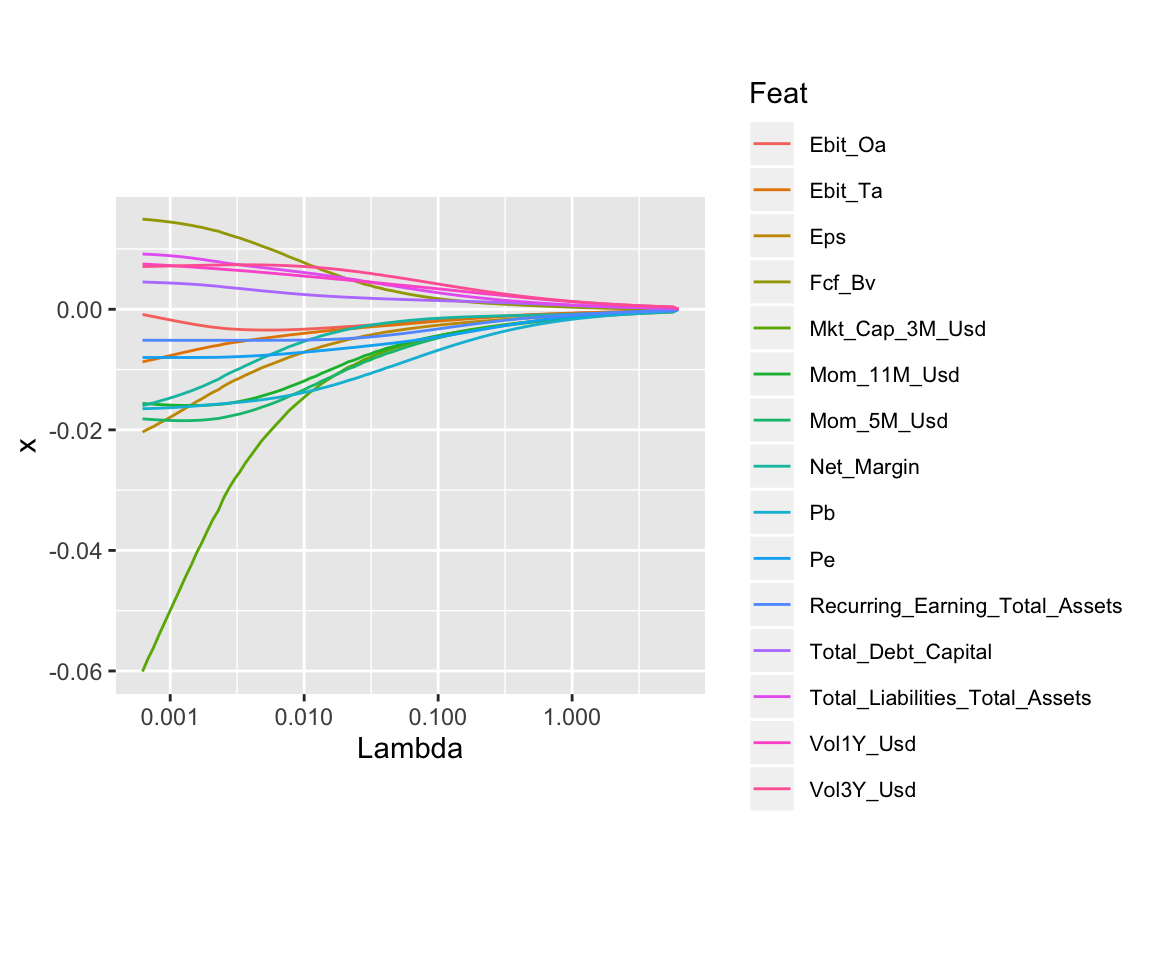 Feat
Ebit_Oa
Ebit_Ta
Eps
Fcf_Bv
Mkt_Cap_3M_Usd
Mom_11M_Usd
Mom_5M_Usd
Net_Margin
Pb
Pe
Recurring_Earning_Total_Assets
Total_Debt_Capital
Total_Liabilities_Total_Assets
Vol1Y_Usd
Vol3Y_Usd
0.00
-0.02
-0.04
-0.06
x
0.001 0.010 0.100 1.000
Lambda